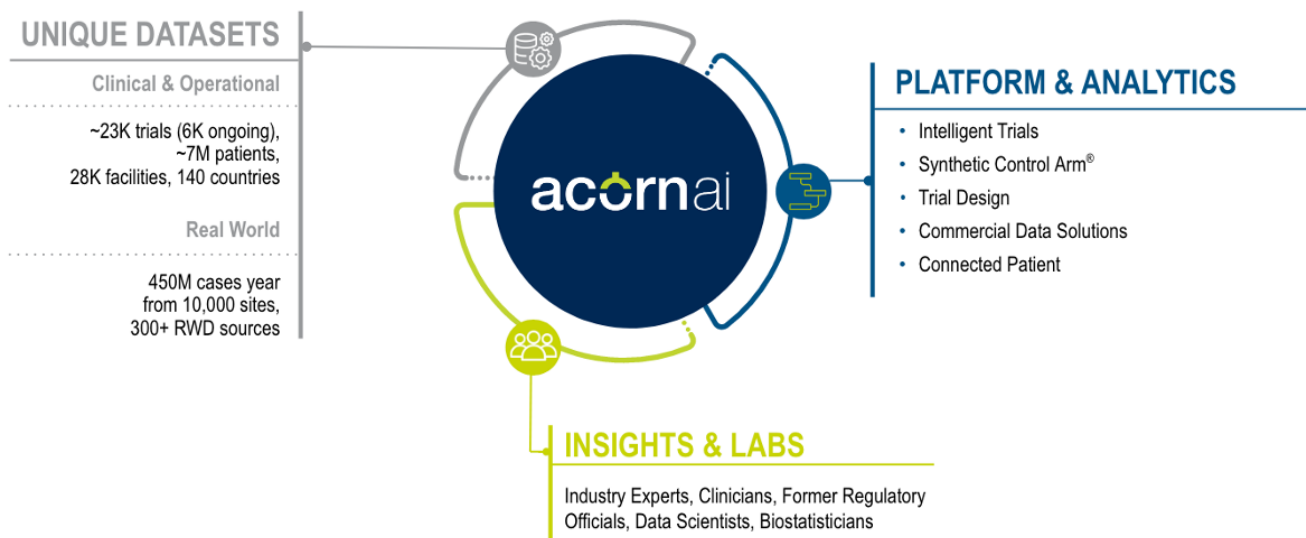 UNIQUE DATASETS
Clinical & Operational
~23K trials (6K ongoing),
~7M patients,
28K facilities, 140 countries
Real World
450M cases year
from 10,000 sites,
300+ RWD sources
acornai
PLATFORM & ANALYTICS
• Intelligent Trials
• Synthetic Control Arm®
• Trial Design
• Commercial Data Solutions
• Connected Patient
INSIGHTS & LABS
Industry Experts, Clinicians, Former Regulatory
Officials, Data Scientists, Biostatisticians